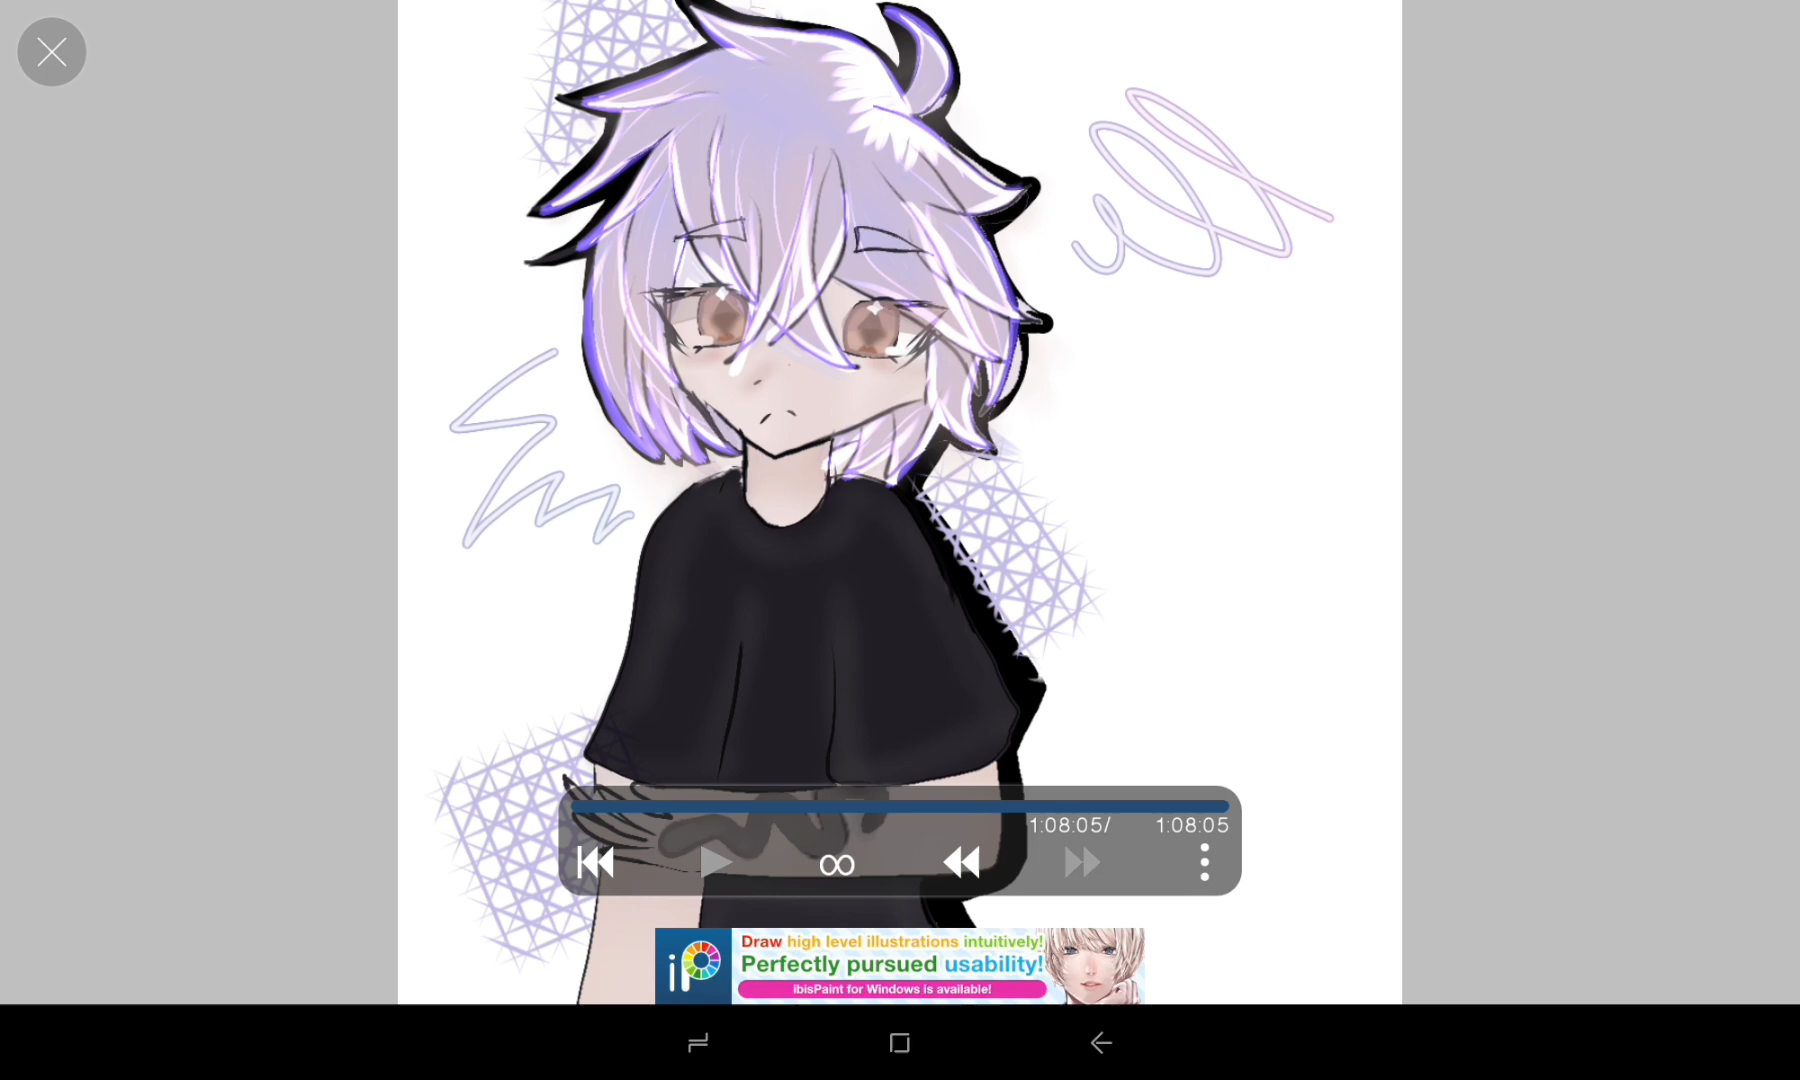 1:08:05/ 1:08:05
iP
Draw high level illustrations intuitively!
Perfectly pursued usability!
ibisPaint for Windows is available!